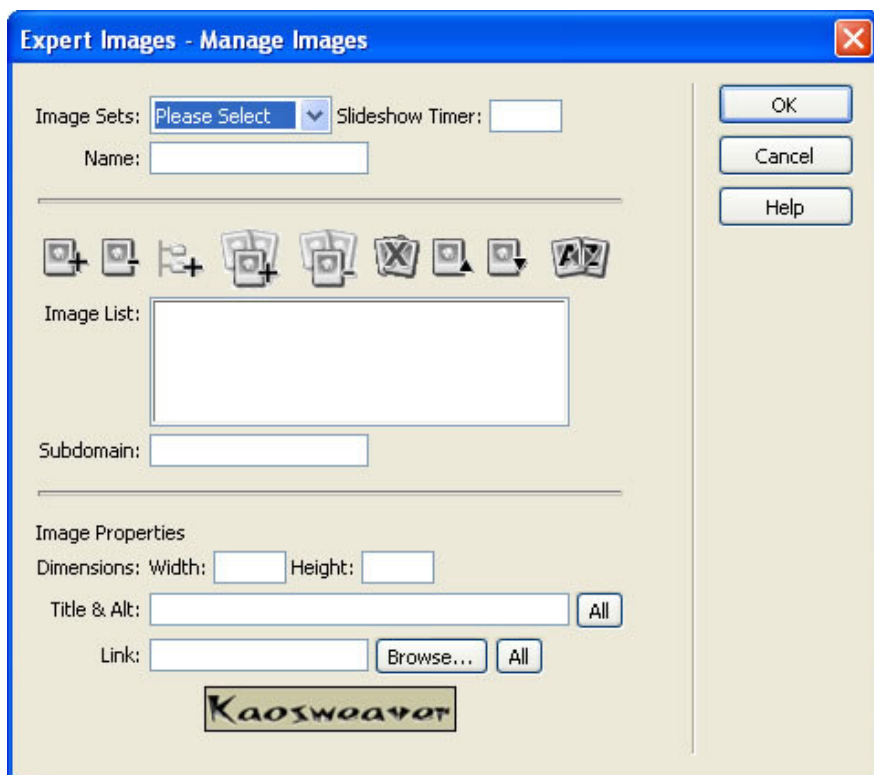 Expert Images - Manage Images
Image Sets: Please Select Slideshow Timer:
OK
Name:
Cancel
Help
AZ
Image List:
Subdomain:
Image Properties
Dimensions: Width: Height:
Title & Alt: All
Link: Browse... All
Kaosweaver